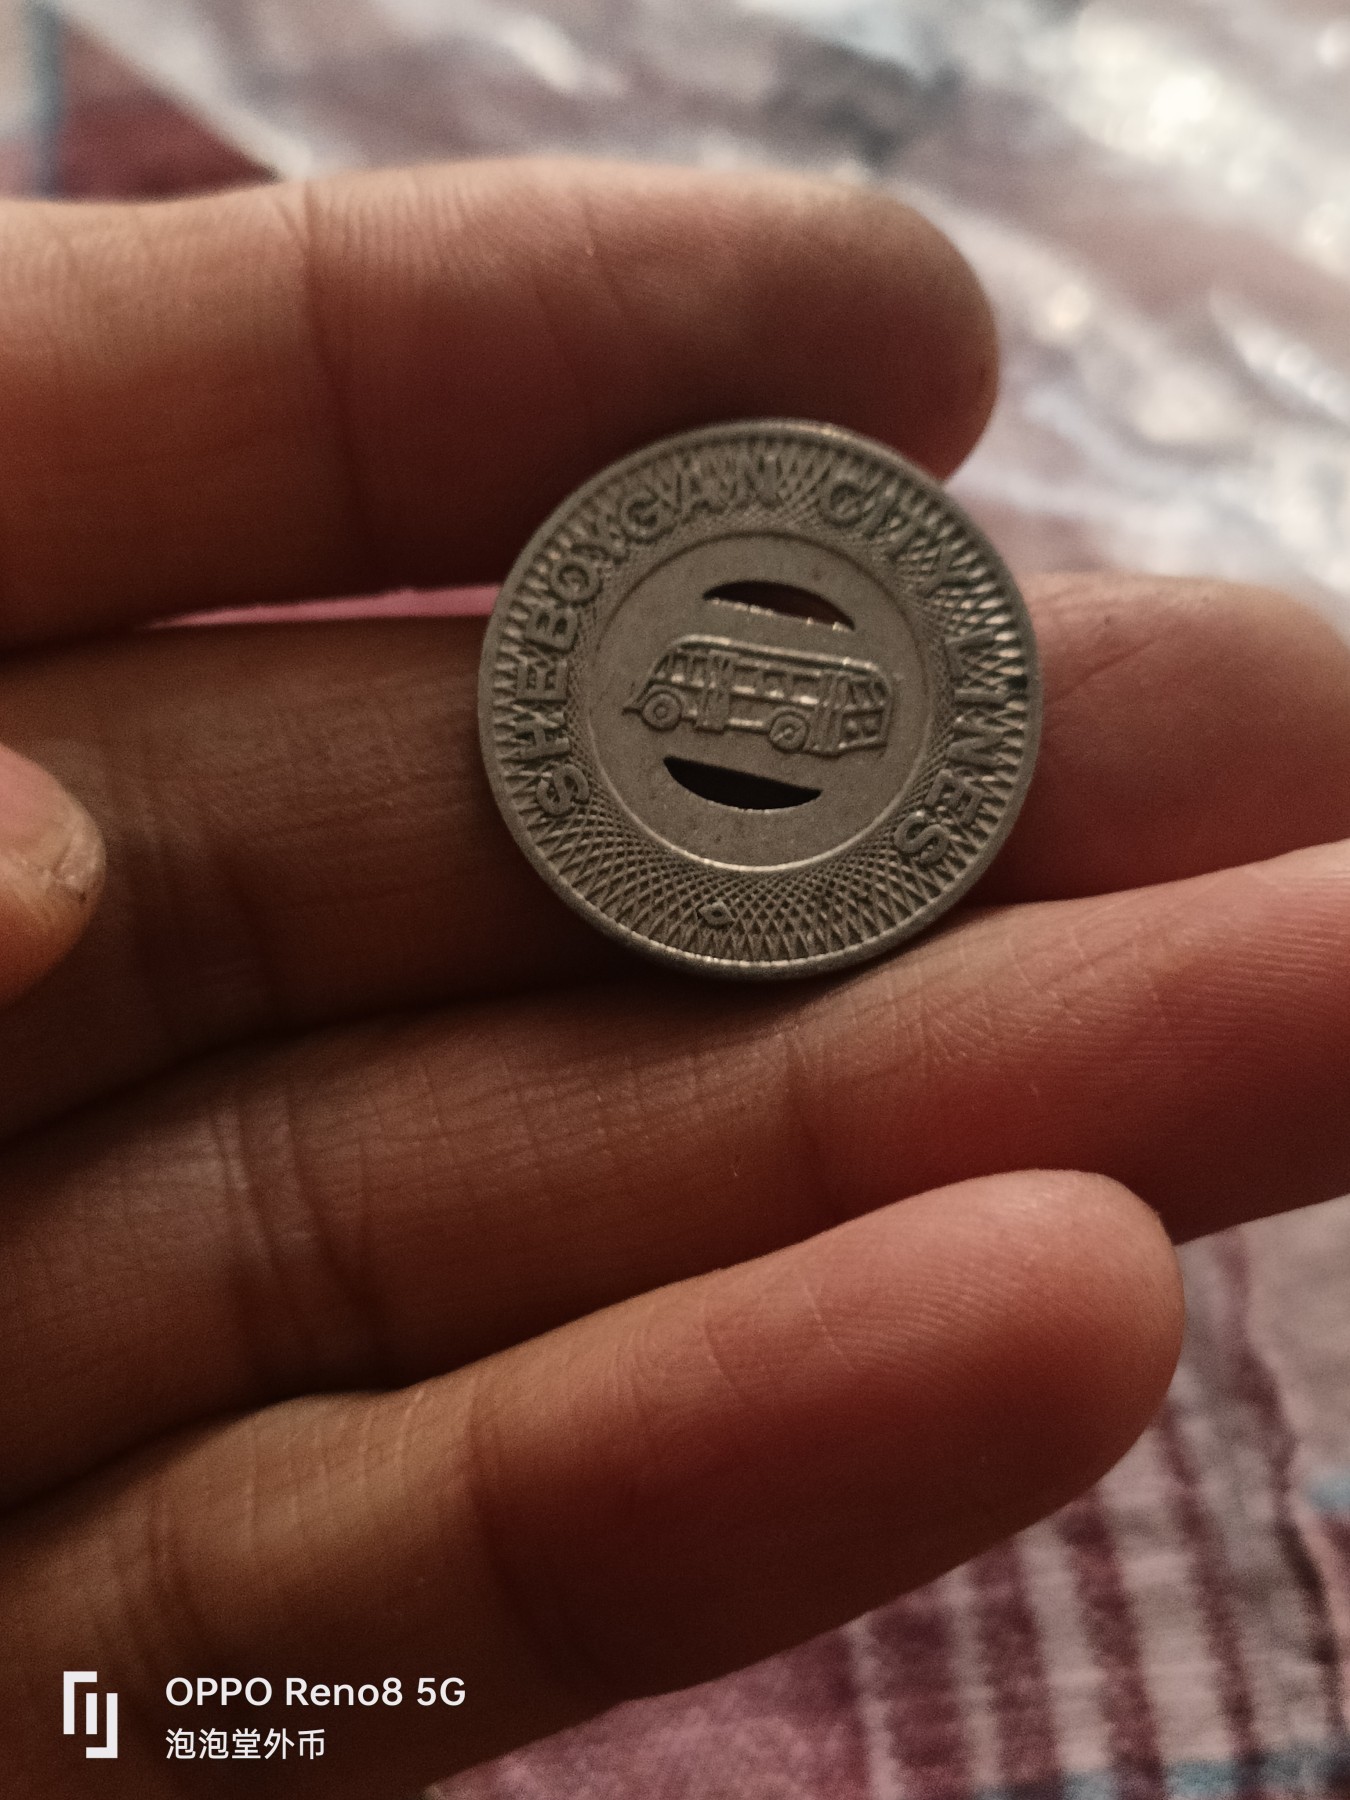 SHEBOYGAN CITY LINES
OPPO Reno8 5G
泡泡堂外币